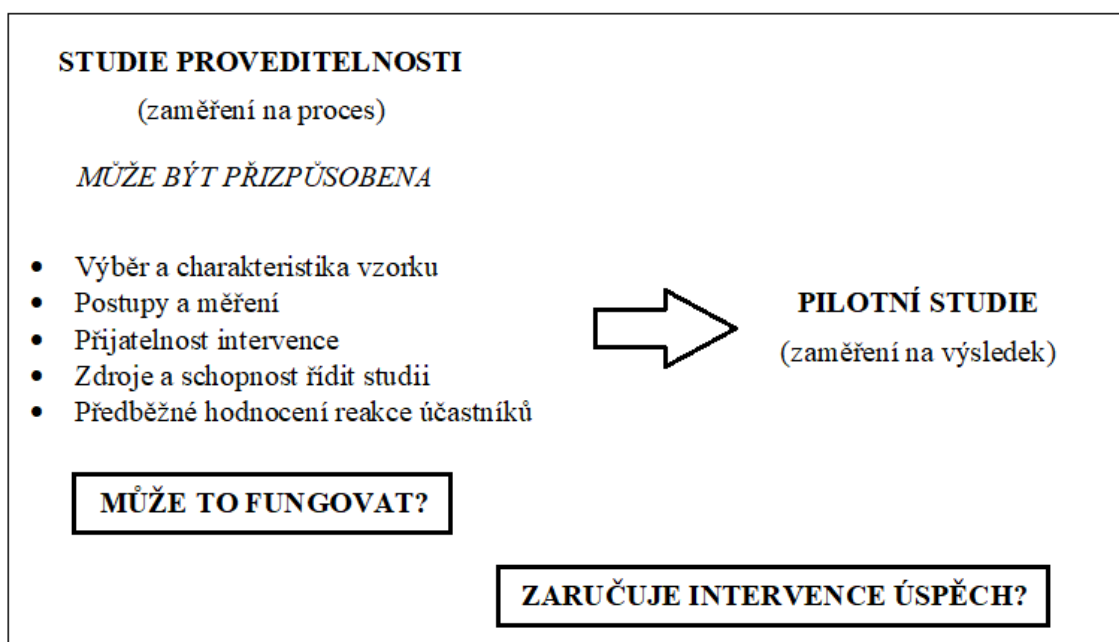 STUDIE PROVEDITELNOSTI
(zaměření na proces)
MŮŽE BÝT PŘIZPŮSOBENA
• Výběr a charakteristika vzorku
• Postupy a měření
• Přijatelnost intervence
• Zdroje a schopnost řídit studii
• Předběžné hodnocení reakce účastníků
PILOTNÍ STUDIE
(zaměření na výsledek)
MŮŽE TO FUNGOVAT?
ZARUČUJE INTERVENCE ÚSPĚCH?